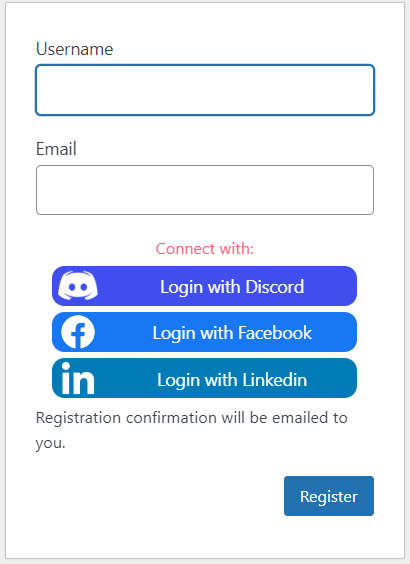 Username
Email
Connect with:
Login with Discord
Login with Facebook
in Login with Linkedin
Registration confirmation will be emailed to
you.
Register